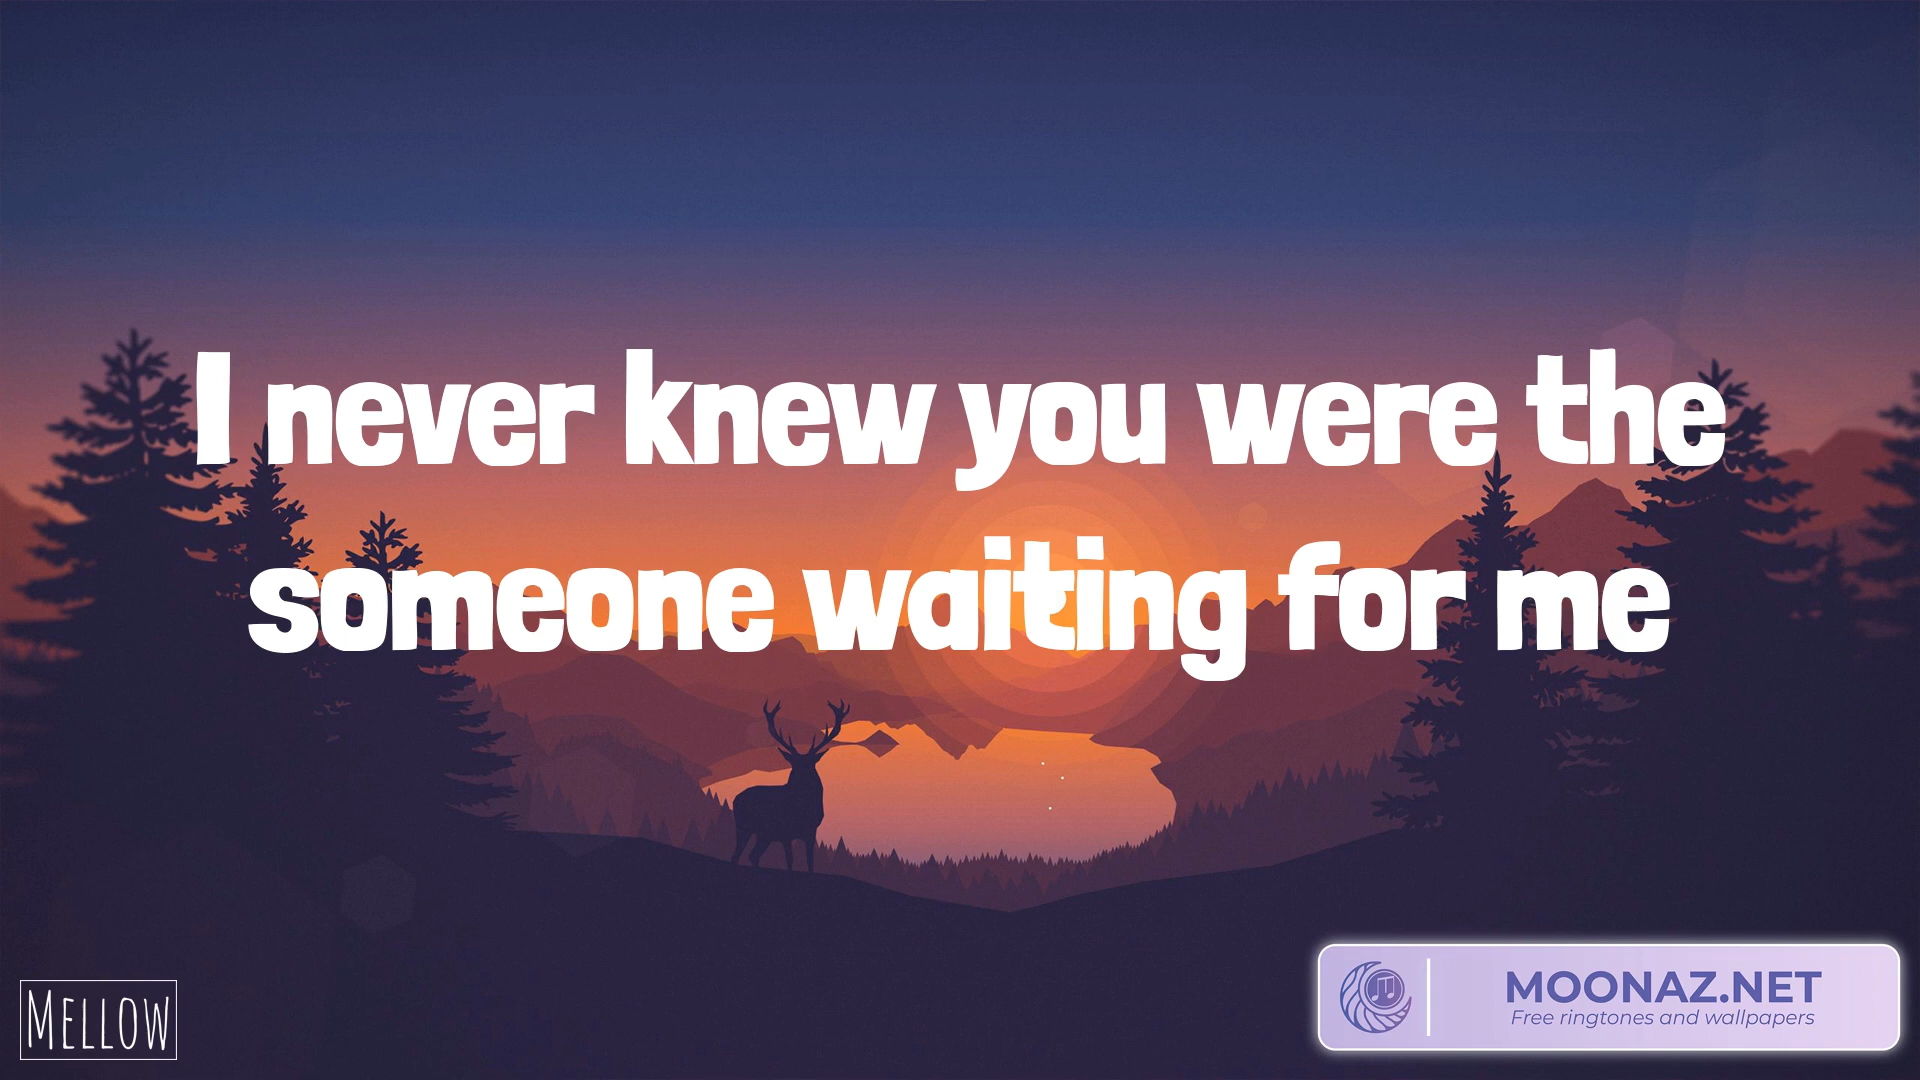 I never knew you were the
someone waiting for me
MELLOW
MOONAZ.NET
Free ringtones and wallpapers